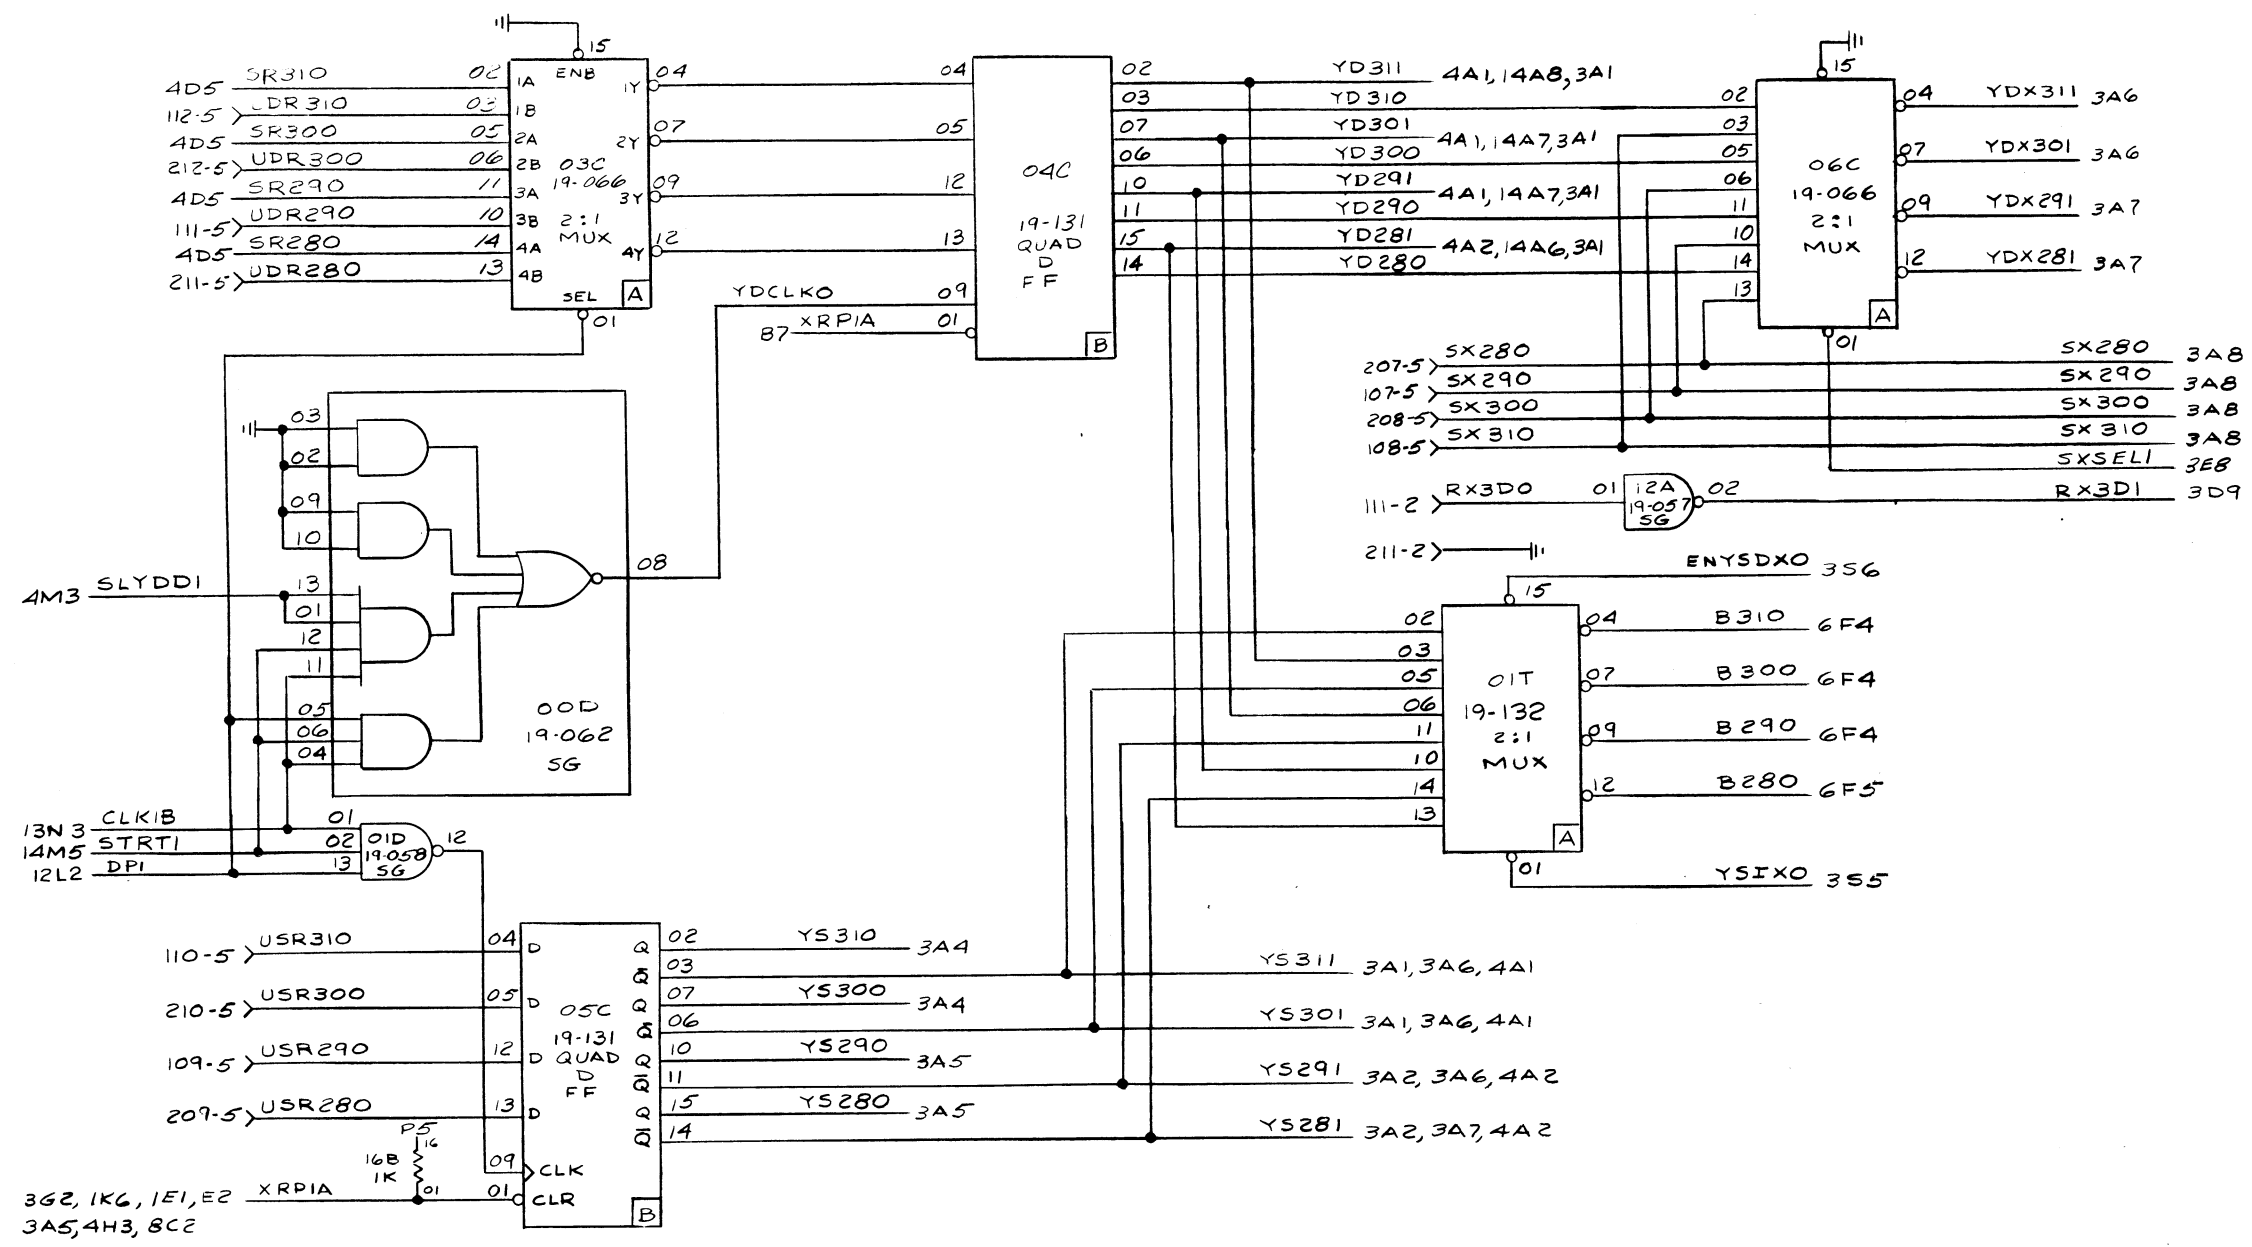 15
ENB
4D5 SR310 02 1A
112-5 DR310 03 1B
4D5 SR300 05 2A
212-5 UDR300 06 2B
4D5 SR290 11 3A
111-5 UDR290 10 3B
4D5 SR280 14 4A
211-5 UDR280 13 4B
03C
19-066
2:1
MUX
1Y 04
2Y 07
3Y 09
4Y 12
SEL A
01
04
05
12
13
YDCLK0 09
B7 XRP1A 01
04C
19-131
QUAD
D
FF
B
02 YD311 4A1, 14A8, 3A1
03 YD310 02
07 YD301 4A1, 14A7, 3A1
03
06 YD300 05
10 YD291 4A1, 14A7, 3A1
06
11 YD290 11
15 YD281 4A2, 14A6, 3A1
10
14 YD280 14
13
15
06C
19-066
2:1
MUX
A
01
04 YDX311 3A6
07 YDX301 3A6
09 YDX291 3A7
12 YDX281 3A7
207-5 SX280 SX280 3A8
107-5 SX290 SX290 3A8
208-5 SX300 SX300 3A8
108-5 SX310 SX310 3A8
SXSEL1 3E8
111-2 RX3D0 01 12A 02 RX3D1 3D9
19-057
SG
211-2
03
02
09
10
4M3 SLYDD1 13
01
12
11
05
06
04
08
00D
19-062
SG
13N3 CLK1B 01
14M5 STRT1 02
12L2 DP1 13
01D
19-058
SG
12
ENYSDX0 3S6
15
02
03
05
06
11
10
14
13
01T
19-132
2:1
MUX
A
04 B310 6F4
07 B300 6F4
09 B290 6F4
12 B280 6F5
01 YSIX0 3S5
110-5 USR310 04 D
210-5 USR300 05 D
109-5 USR290 12 D
209-5 USR280 13 D
P5
16
16B
1K
01
09 CLK
3G2, 1K6, 1E1, E2 XRP1A 01 CLR
3A5, 4H3, 8C2
05C
19-131
QUAD
D
FF
B
Q 02 YS310 3A4
Q̅ 03 YS311 3A1, 3A6, 4A1
Q 07 YS300 3A4
Q̅ 06 YS301 3A1, 3A6, 4A1
Q 10 YS290 3A5
Q̅ 11 YS291 3A2, 3A6, 4A2
Q 15 YS280 3A5
Q̅ 14 YS281 3A2, 3A7, 4A2